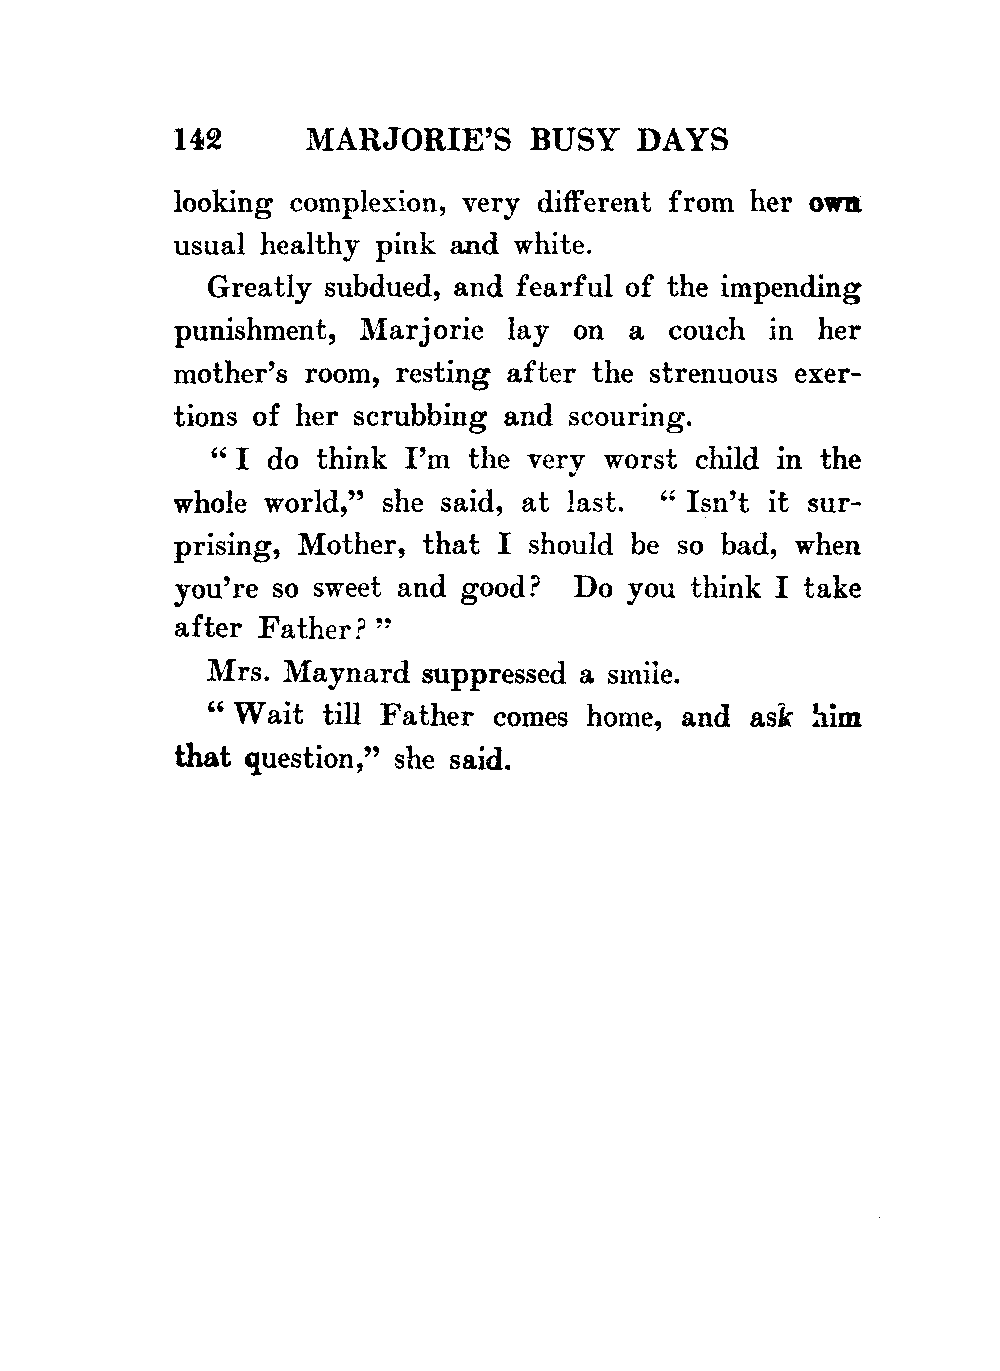 142 MARJORIE'S BUSY DAYS
looking complexion, very different from her own
usual healthy pink and white.
Greatly subdued, and fearful of the impending
punishment, Marjorie lay on a couch in her
mother's room, resting after the strenuous exer-
tions of her scrubbing and scouring.
" I do think I'm the very worst child in the
whole world," she said, at last. " Isn't it sur-
prising, Mother, that I should be so bad, when
you're so sweet and good? Do you think I take
after Father? "
Mrs. Maynard suppressed a smile.
" Wait till Father comes home, and ask him
that question," she said.